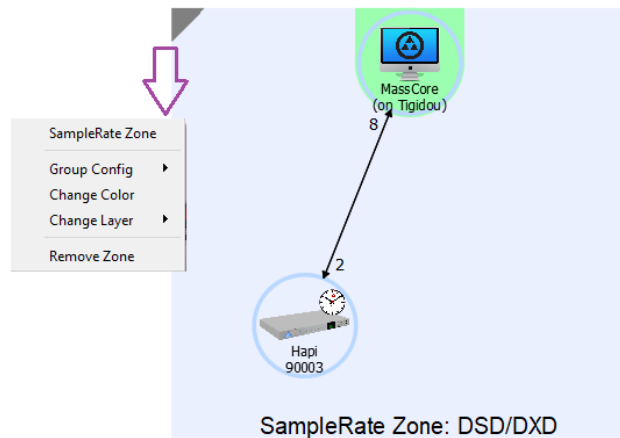 MassCore
(on Tigidou)
8
SampleRate Zone
Group Config
Change Color
Change Layer
Remove Zone
2
Hapi
90003
SampleRate Zone: DSD/DXD